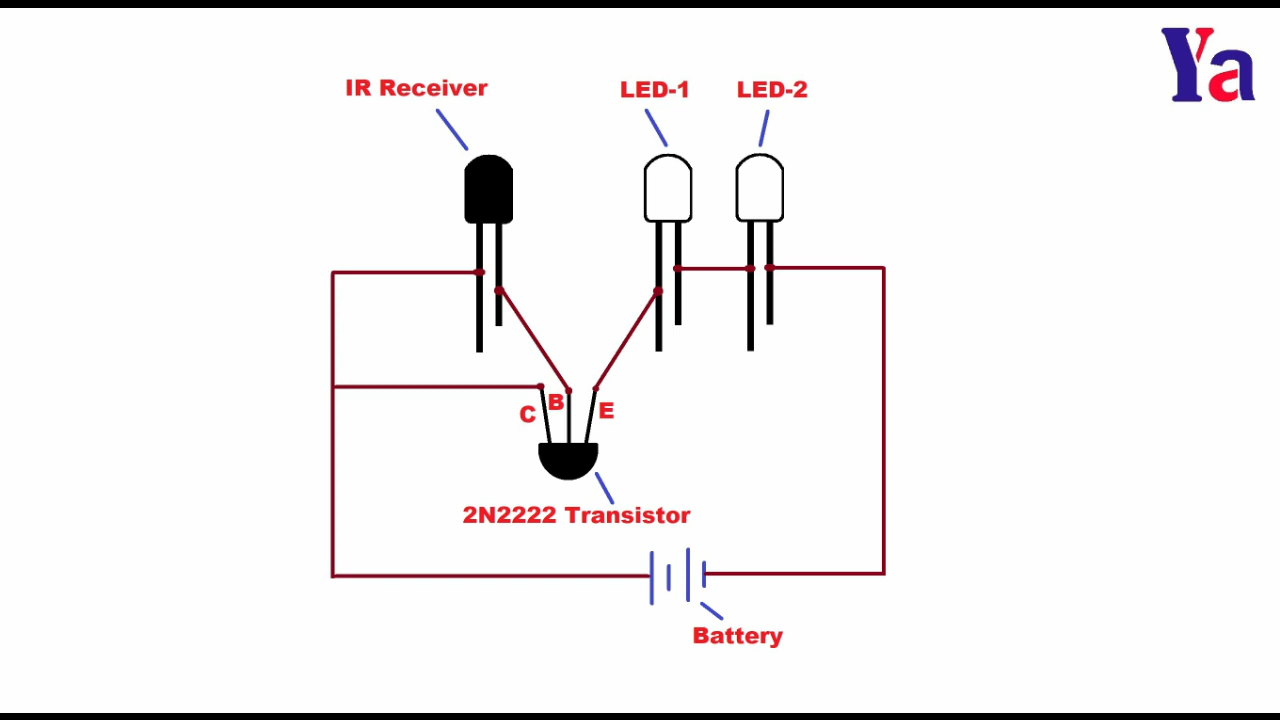 Ya
IR Receiver
LED-1
LED-2
C
B
E
2N2222 Transistor
Battery